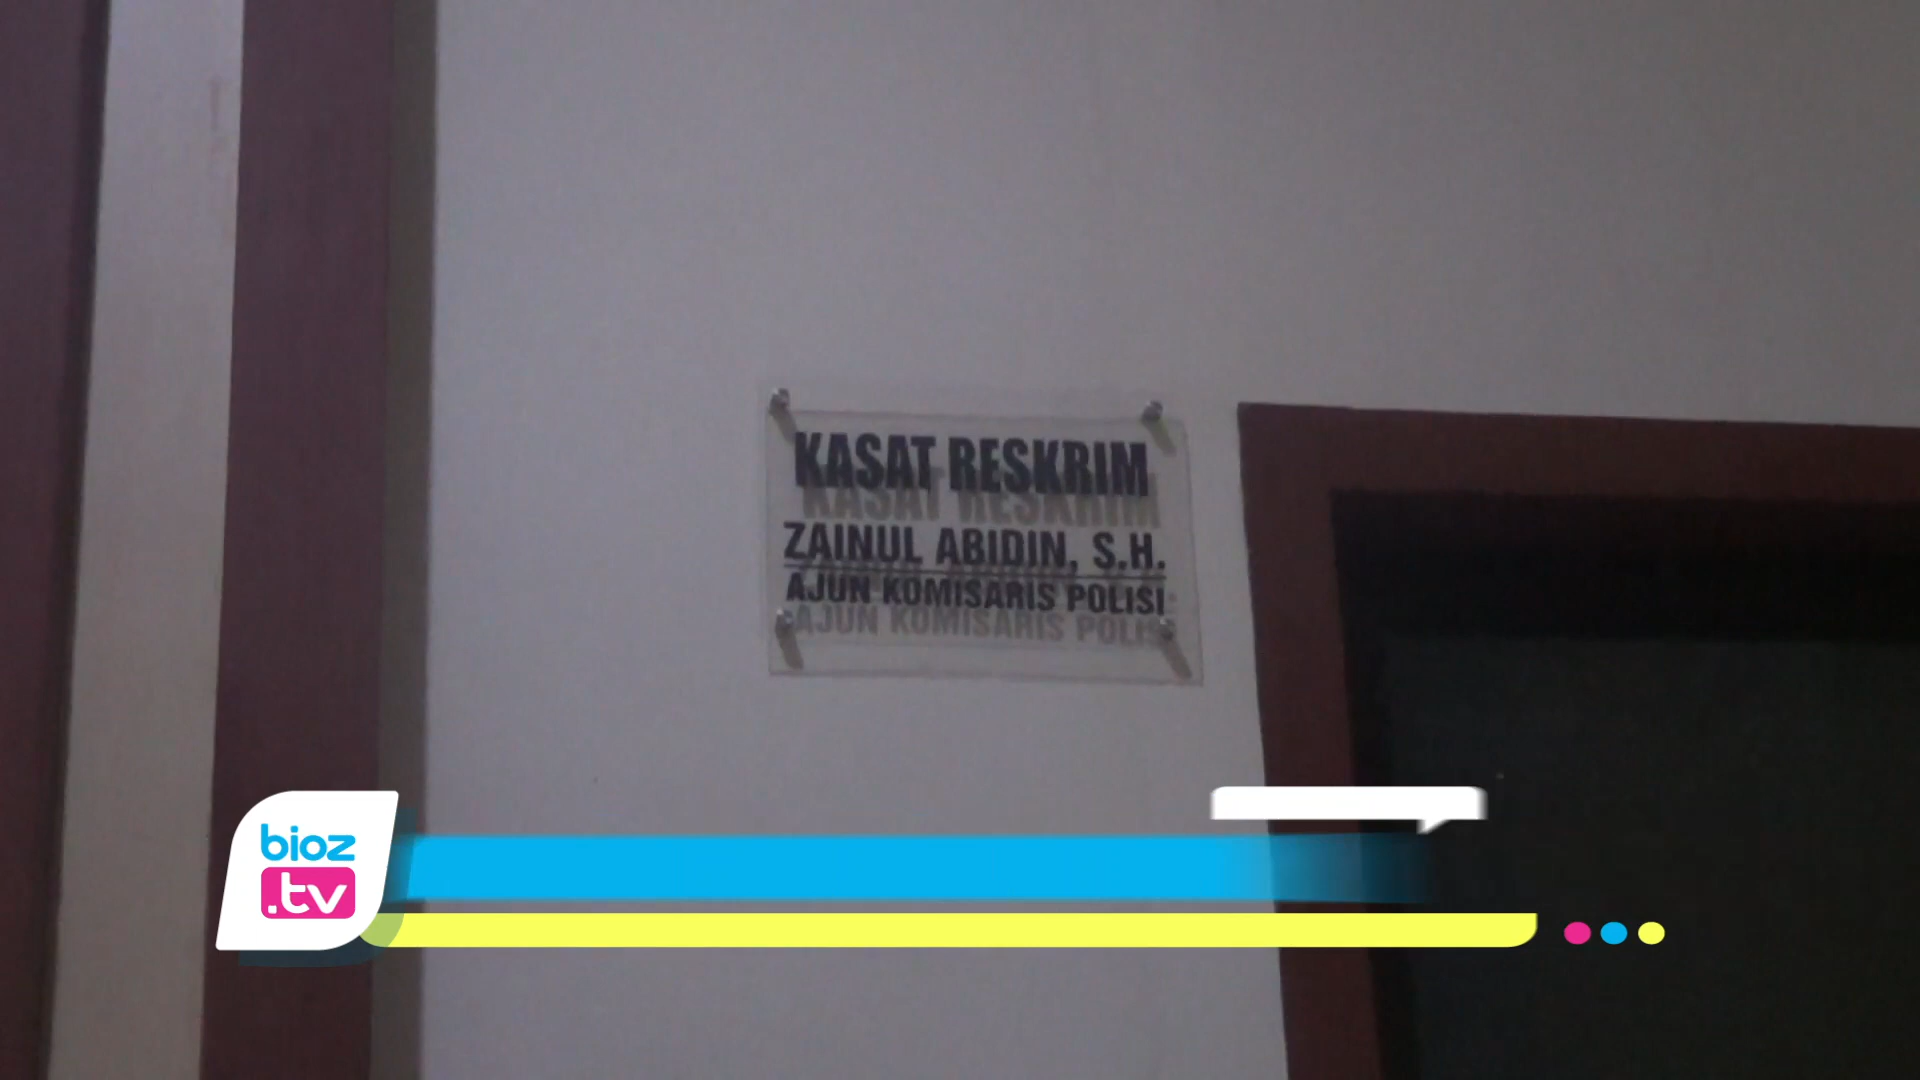 KASAT RESKRIM
ZAINUL ABIDIN, S.H.
AJUN KOMISARIS POLISI
bioz
.tv